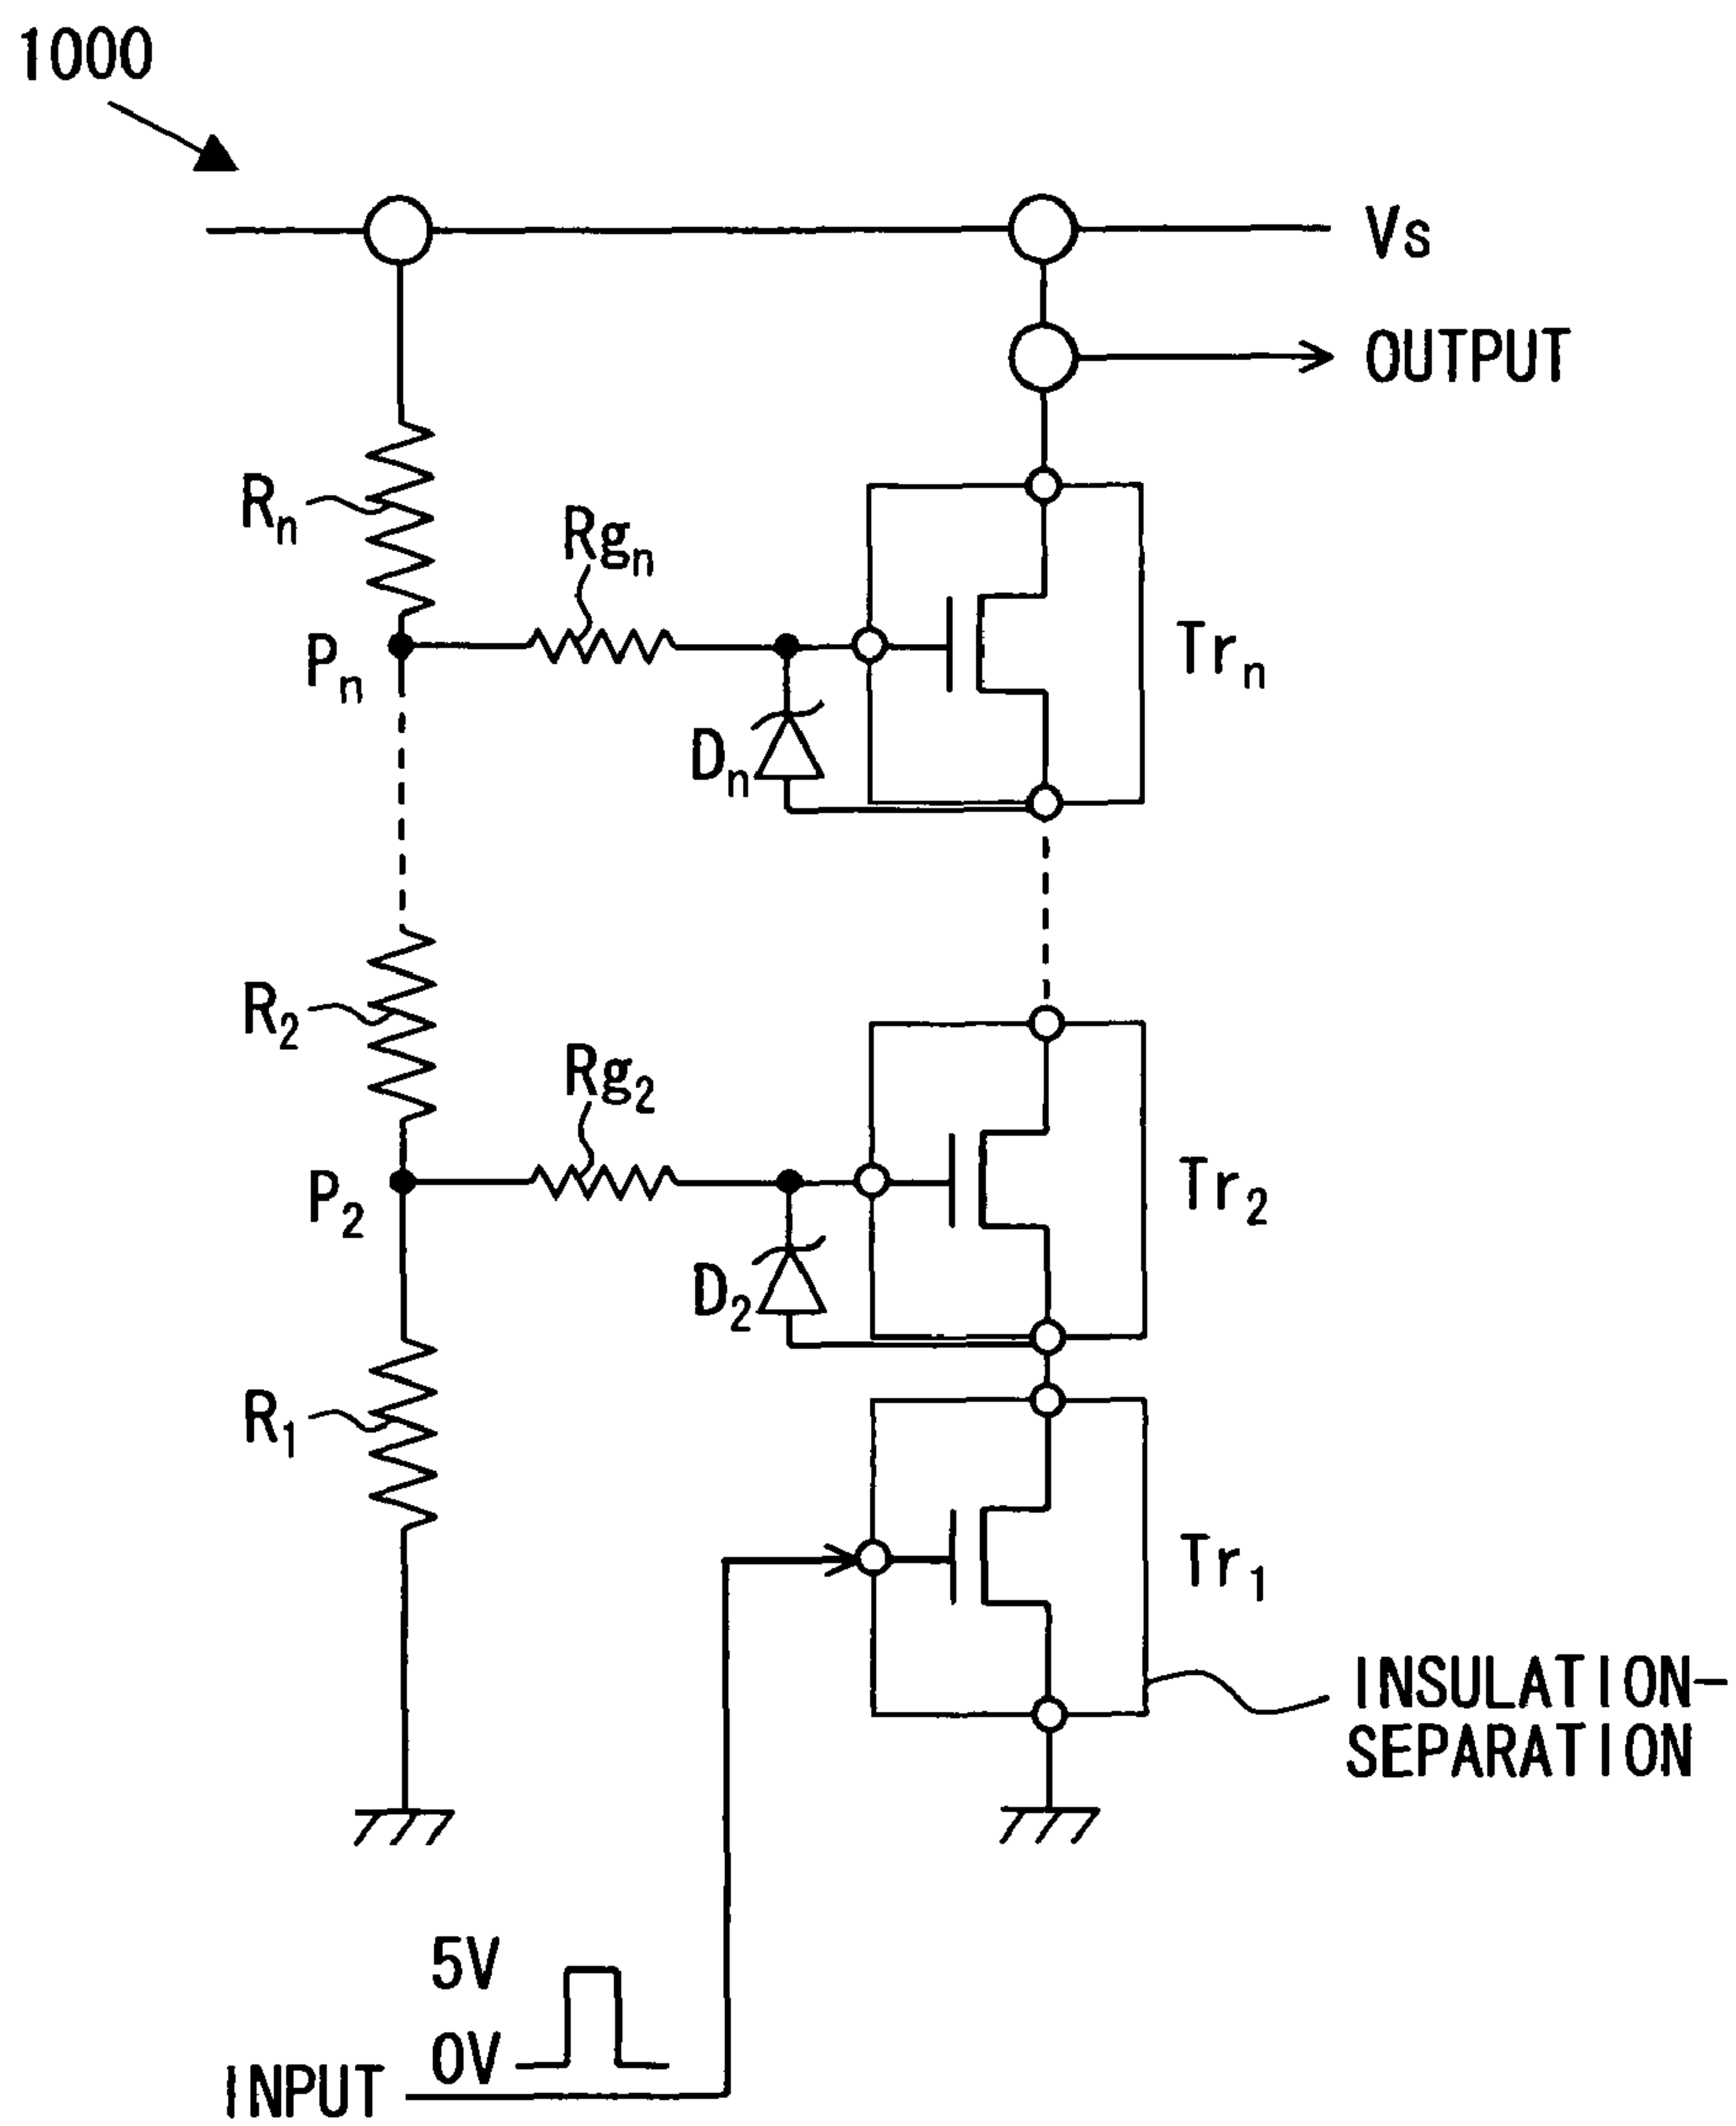 1000
Vs
OUTPUT
Rn
Rgn
Pn
Trn
Dn
R2
Rg2
P2
Tr2
D2
R1
Tr1
INSULATION-
SEPARATION
5V
0V
INPUT